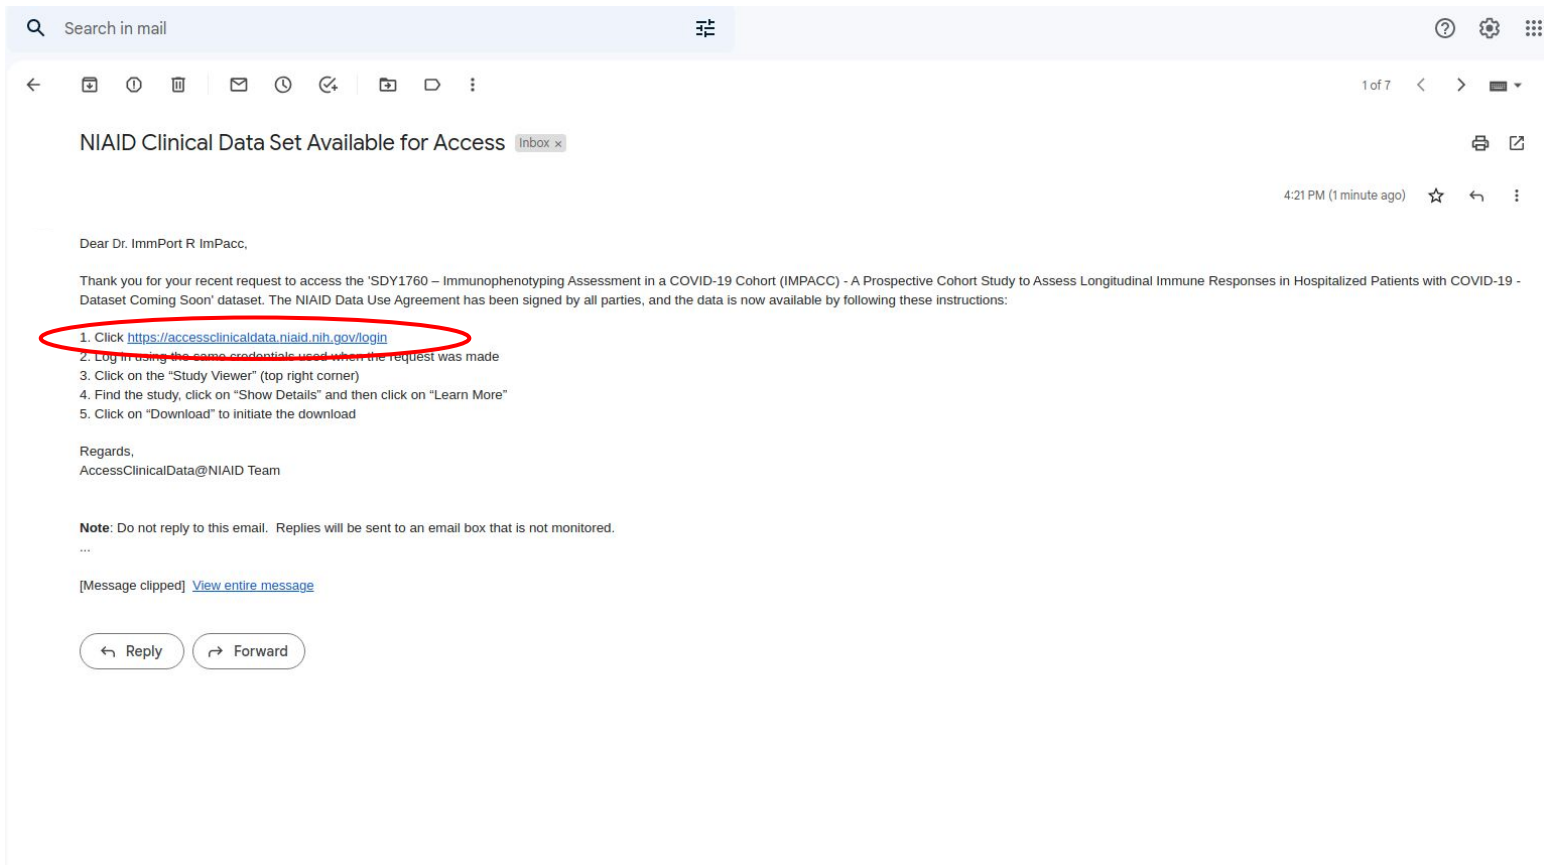 Search in mail
1 of 7
NIAID Clinical Data Set Available for Access Inbox ×
4:21 PM (1 minute ago)
Dear Dr. ImmPort R ImPacc,
Thank you for your recent request to access the 'SDY1760 – Immunophenotyping Assessment in a COVID-19 Cohort (IMPACC) - A Prospective Cohort Study to Assess Longitudinal Immune Responses in Hospitalized Patients with COVID-19 -
Dataset Coming Soon' dataset. The NIAID Data Use Agreement has been signed by all parties, and the data is now available by following these instructions:
1. Click https://accessclinicaldata.niaid.nih.gov/login
2. Log in using the same credentials used when the request was made
3. Click on the “Study Viewer” (top right corner)
4. Find the study, click on “Show Details” and then click on “Learn More”
5. Click on “Download” to initiate the download
Regards,
AccessClinicalData@NIAID Team
Note: Do not reply to this email.  Replies will be sent to an email box that is not monitored.
...
[Message clipped]  View entire message
Reply Forward